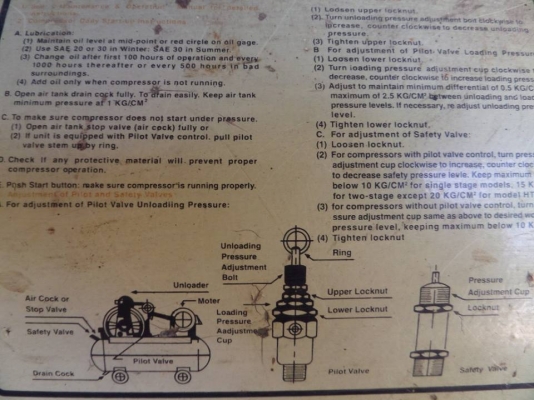 A. Lubrication:
(1) Maintain oil level at mid-point or red circle on oil gage.
(2) Use SAE 20 or 30 in Winter: SAE 30 in Summer.
(3) Change oil after first 100 hours of operation and every
1000 hours thereafter or every 500 hours in bad
surroundings.
(4) Add oil only when compressor is not running.
B. Open air tank drain cock fully. To drain easily. Keep air tank
minimum pressure at 1 KG/CM²
C. To make sure compressor does not start under pressure.
(1) Open air tank stop valve (air cock) fully or
(2) If unit is equipped with Pilot Valve control. pull pilot
valve stem up by ring.
D. Check if any protective material will prevent proper
compressor operation.
E. Push Start button: make sure compressor is running properly.
Adjustment of Pilot and Safety Valves:
For adjustment of Pilot Valve Unloadiing Pressure:
(1) Loosen upper locknut.
(2). Turn unloading pressure adjustment bolt clockwise to
increase, counter clockwise to decrease unloading
pressure.
(3) Tighten upper locknut.
B For adjustment of Pilot-Valve Loading Pressure
(1) Loosen lower locknut.
(2) Turn loading pressure adjustment cup clockwise
decrease, counter clockwise to increase loading press
(3) Adjust to maintain minimum differential of 0.5 KG/C
maximum of 2.5 KG/CM² between unloading and load
pressure levels. If necessary, re adjust unloading pre
level.
(4) Tighten lower locknut.
C. For adjustment of Safety Valve:
(1) Loosen locknut.
(2) For compressors with pilot valve control, turn press
adjustment cup clockwise to increase, counter cloc
to decrease safety pressure levle. Keep maximum
below 10 KG/CM² for single stage models. 15 K
for two-stage except 20 KG/CM² for model HT
(3) for compressors without pilot valve control, turn
ssure adjustment cup same as above to desired wo
pressure level, keeping maximum below 10 K
(4) Tighten locknut
Unloading
Pressure
Adjustment
Bolt
Ring
Unloader
Motor
Air Cock or
Stop Valve
Safety Valve
Drain Cock
Pilot Valve
Loading
Pressure
Aadjustment
Cup
Upper Locknut
Lower Locknut
Pilot Valve
Pressure
Adjustment Cup
Locknut
Safety Valve